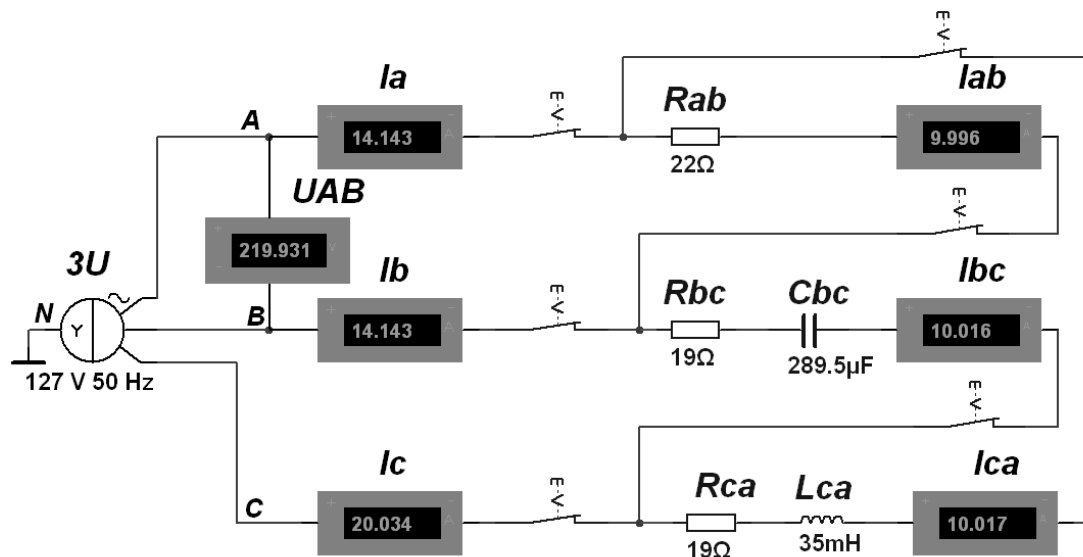 E-V
Ia
Rab
Iab
E-V
A
+
-
14.143
A
+
-
9.996
A
22Ω
UAB
+
-
219.931
V
E-V
3U
Ib
Rbc
Cbc
Ibc
E-V
N
Y
B
+
-
14.143
A
+
-
10.016
A
19Ω
289.5µF
127 V 50 Hz
E-V
Ic
Rca
Lca
Ica
E-V
C
+
-
20.034
A
+
-
10.017
A
19Ω
35mH